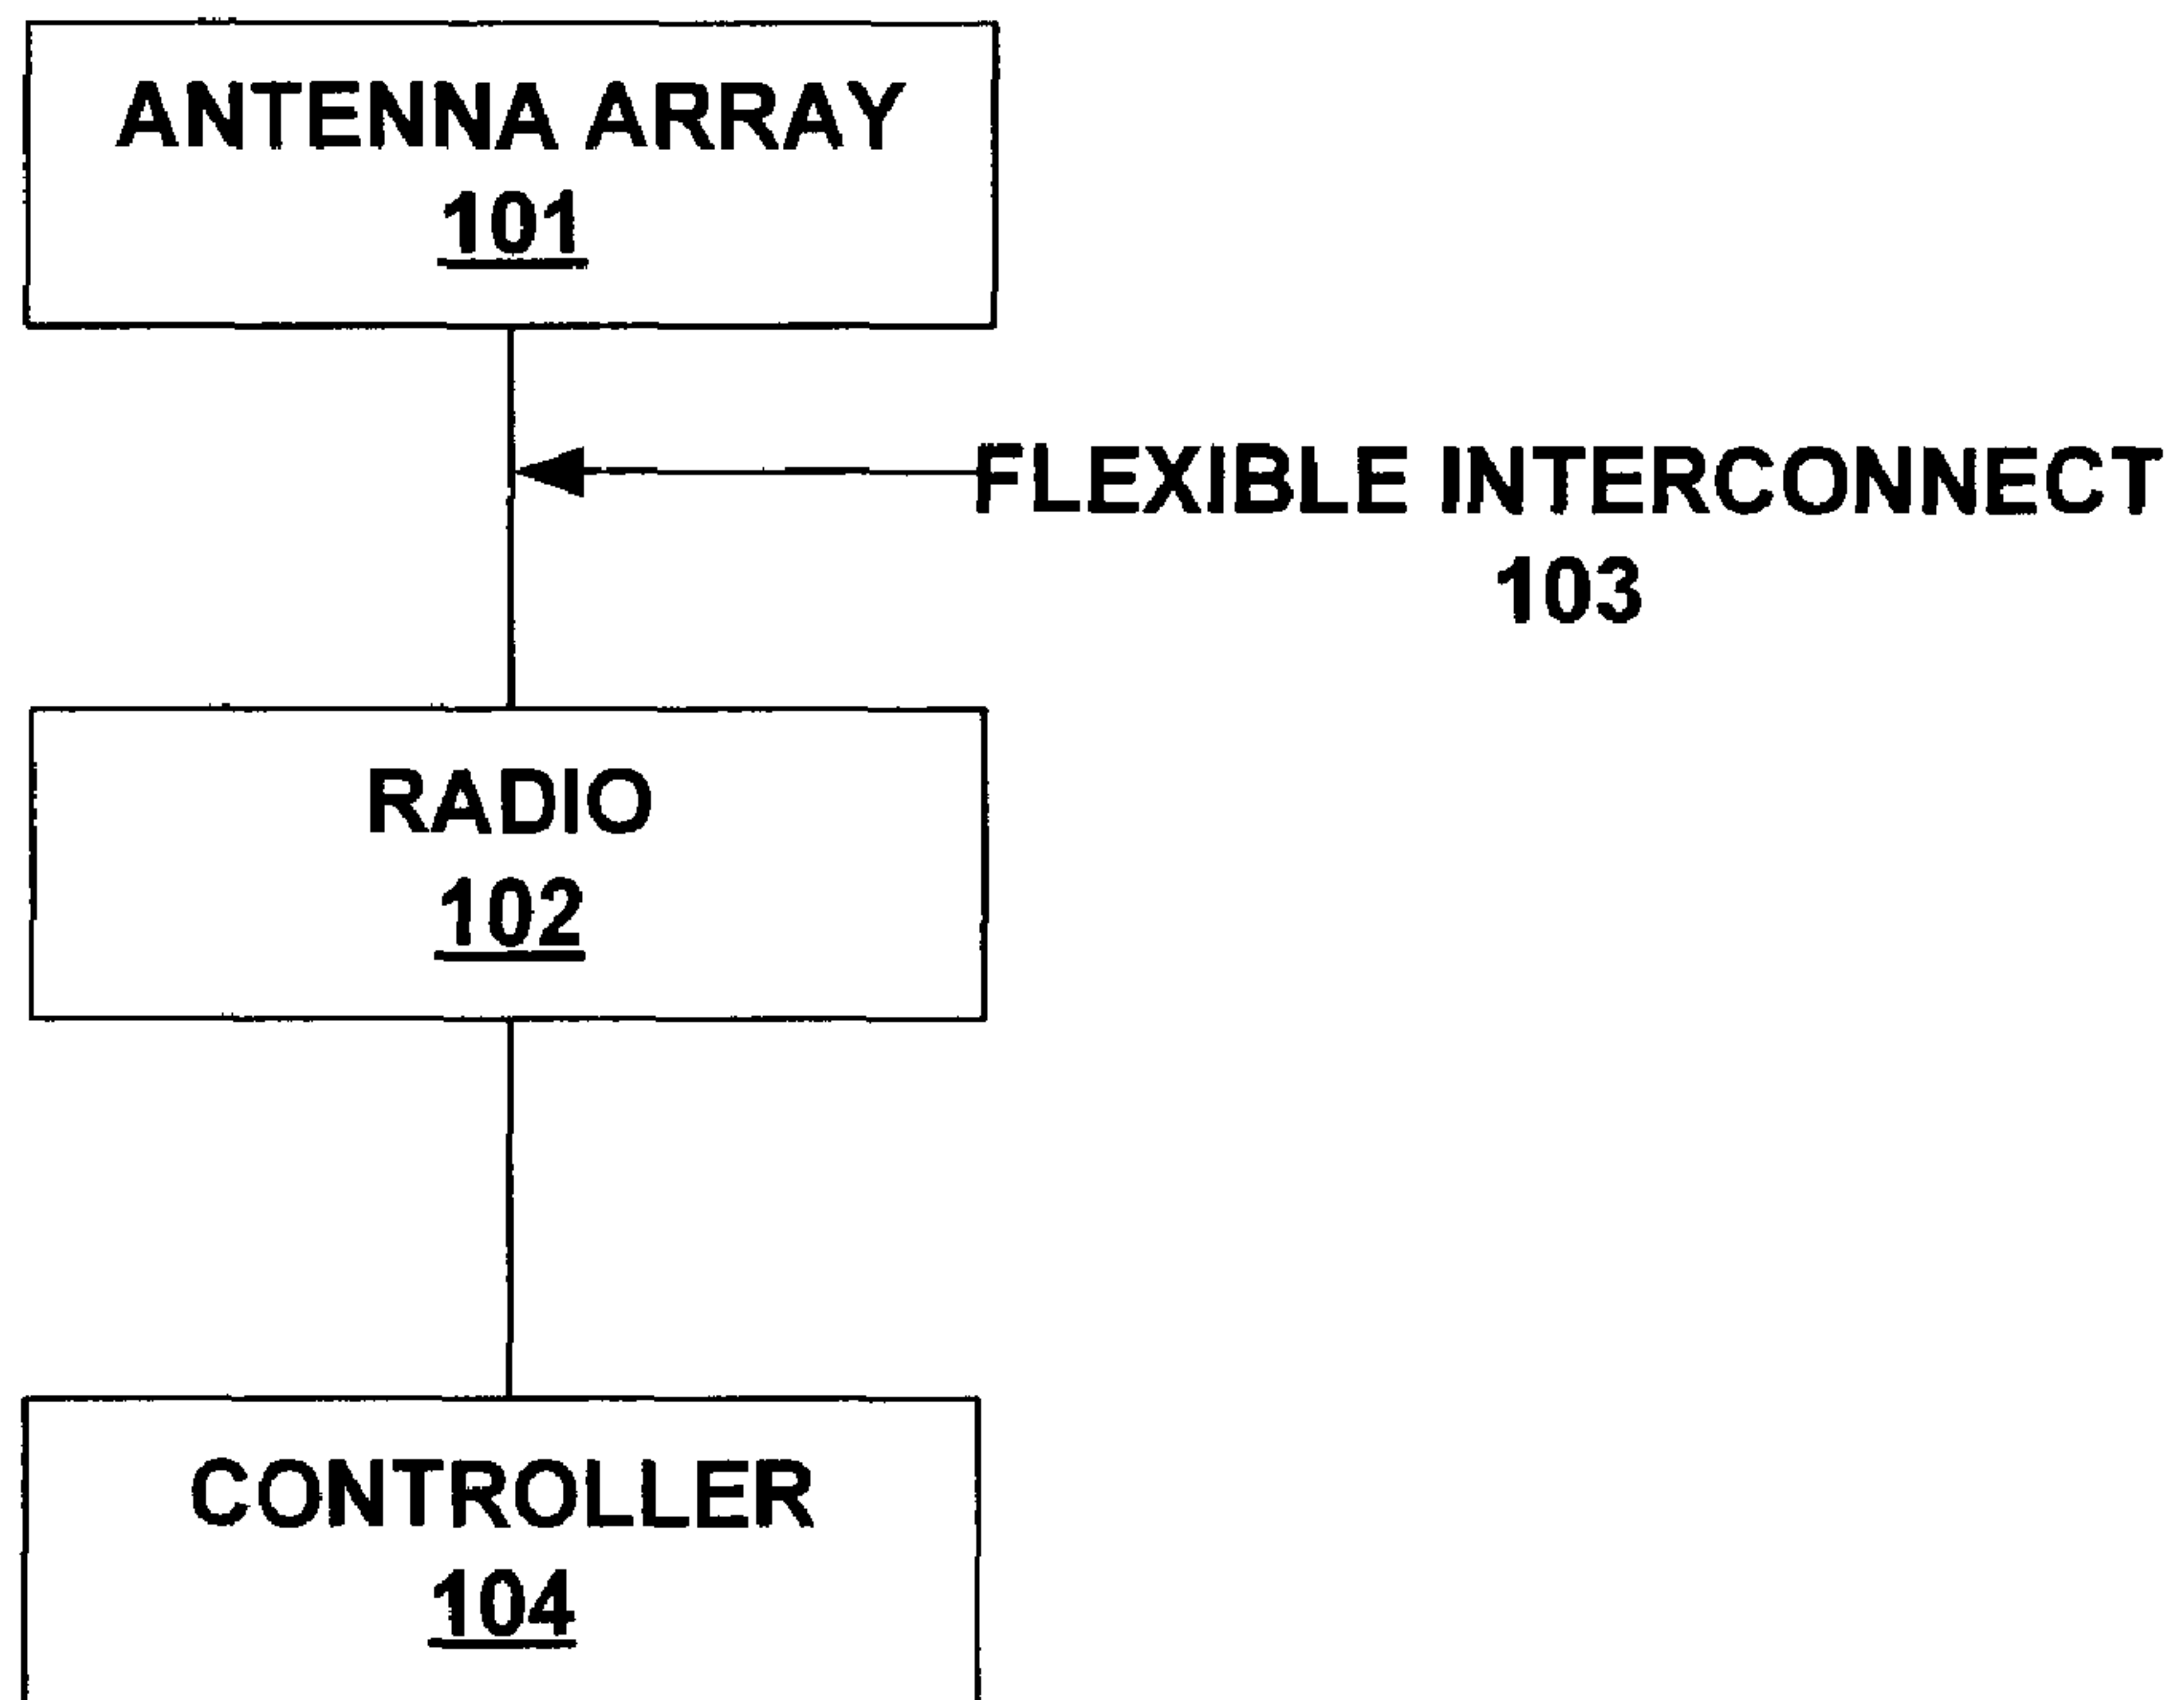 ANTENNA ARRAY
101
FLEXIBLE INTERCONNECT
103
RADIO
102
CONTROLLER
104